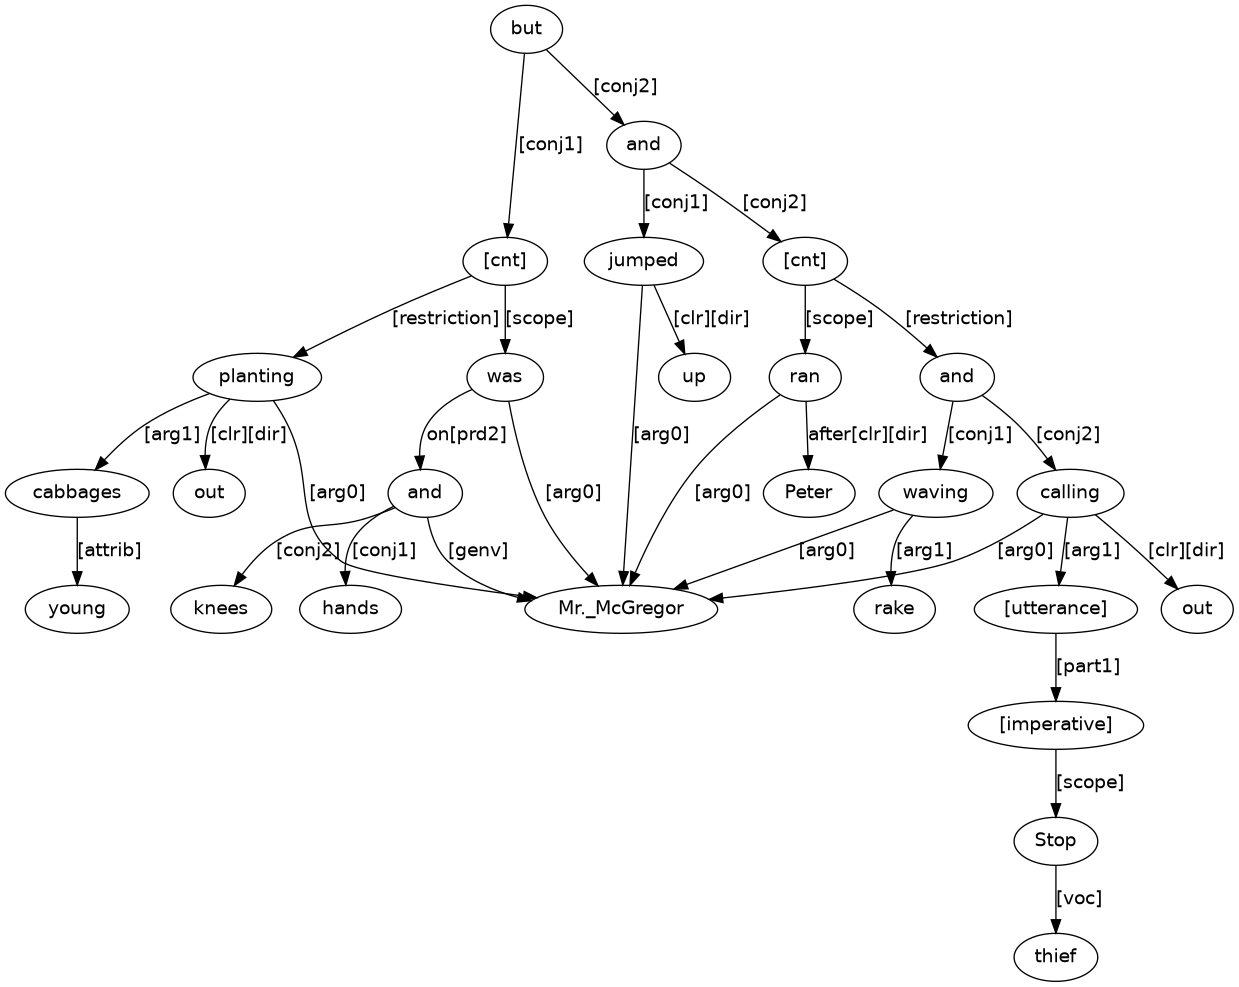 but
[conj2]
[conj1]
and
[conj1] [conj2]
[cnt] jumped [cnt]
[restriction] [scope] [clr][dir] [scope] [restriction]
planting was up ran and
[arg1] [clr][dir] on[prd2] [arg0] after[clr][dir] [conj1] [conj2]
[arg0] [arg0] [arg0]
cabbages out and Peter waving calling
[attrib] [conj2] [conj1] [genv] [arg0] [arg1] [arg0] [arg1] [clr][dir]
young knees hands Mr._McGregor rake [utterance] out
[part1]
[imperative]
[scope]
Stop
[voc]
thief